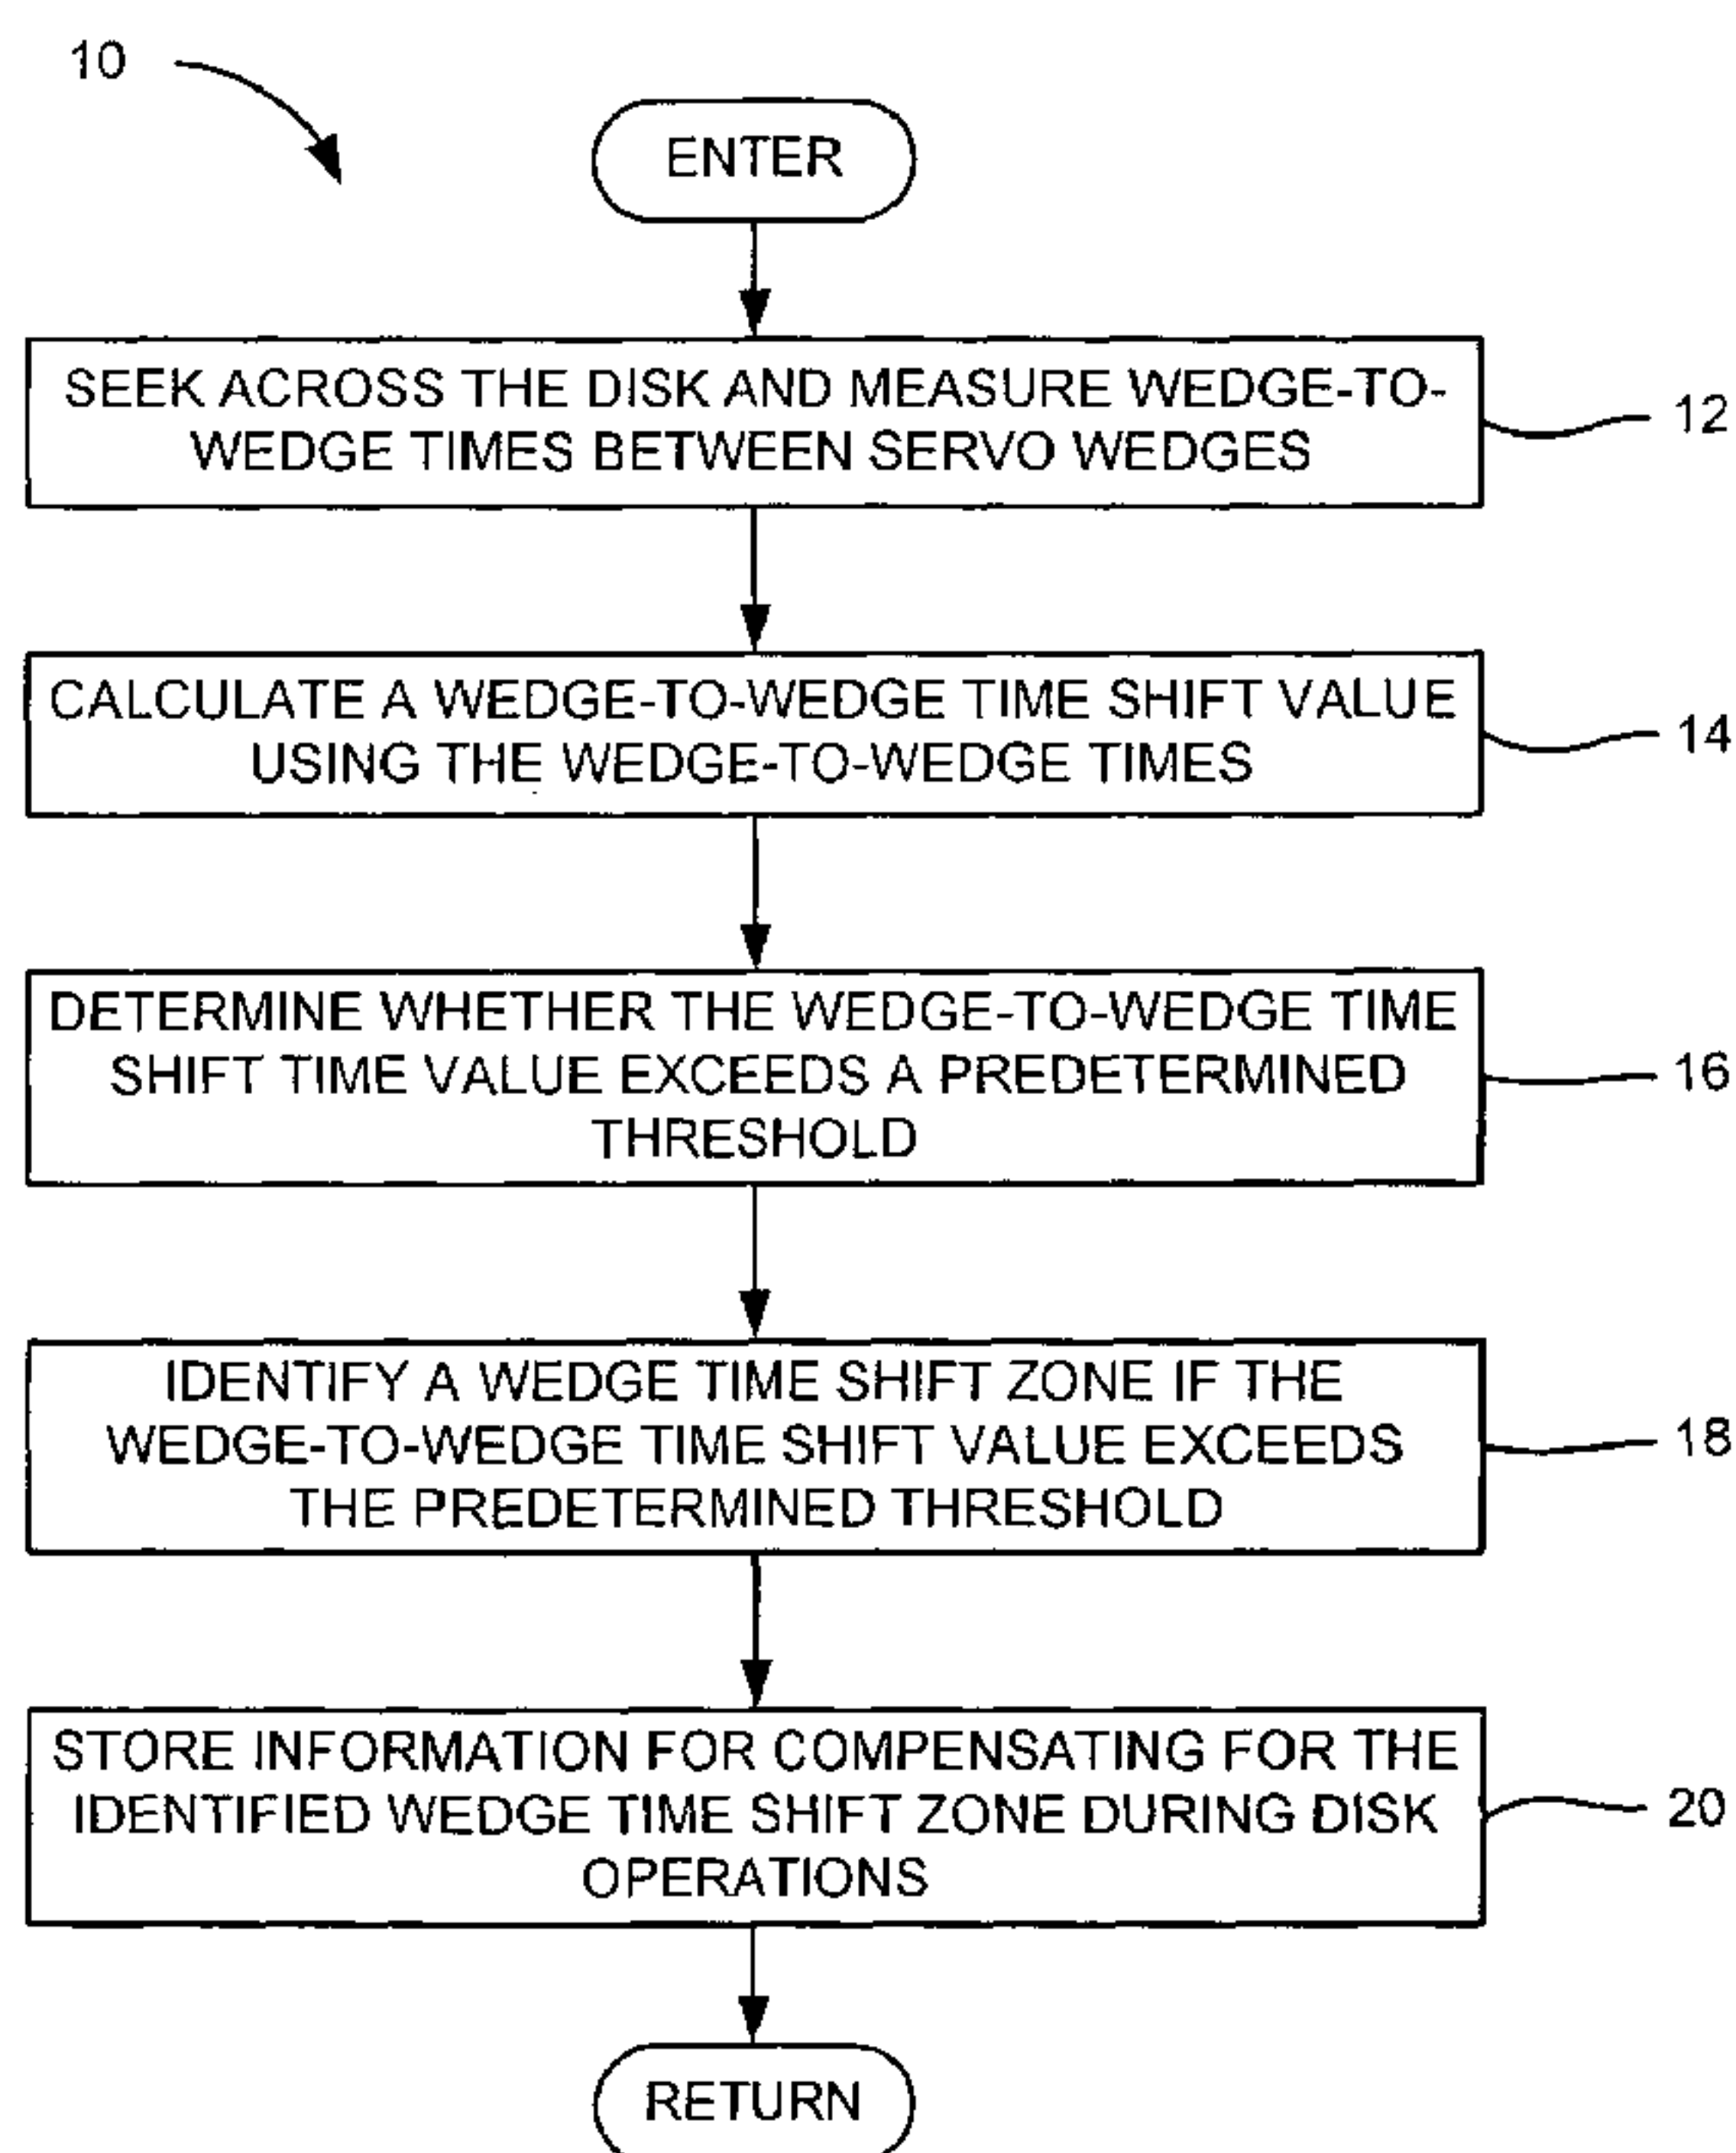 10
ENTER
SEEK ACROSS THE DISK AND MEASURE WEDGE-TO-
WEDGE TIMES BETWEEN SERVO WEDGES
12
CALCULATE A WEDGE-TO-WEDGE TIME SHIFT VALUE
USING THE WEDGE-TO-WEDGE TIMES
14
DETERMINE WHETHER THE WEDGE-TO-WEDGE TIME
SHIFT TIME VALUE EXCEEDS A PREDETERMINED
THRESHOLD
16
IDENTIFY A WEDGE TIME SHIFT ZONE IF THE
WEDGE-TO-WEDGE TIME SHIFT VALUE EXCEEDS
THE PREDETERMINED THRESHOLD
18
STORE INFORMATION FOR COMPENSATING FOR THE
IDENTIFIED WEDGE TIME SHIFT ZONE DURING DISK
OPERATIONS
20
RETURN